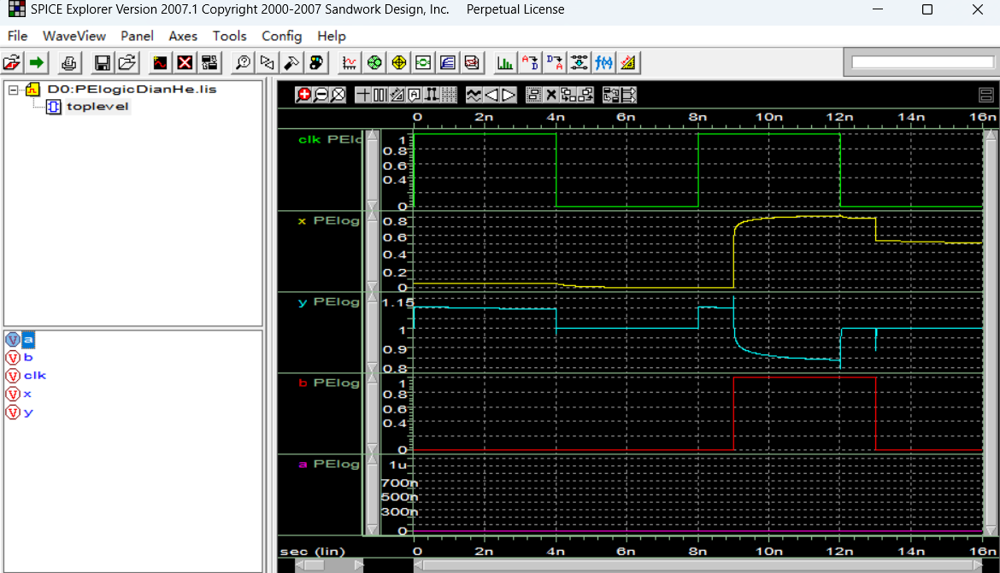 SPICE Explorer Version 2007.1 Copyright 2000-2007 Sandwork Design, Inc. Perpetual License
File WaveView Panel Axes Tools Config Help
D0:PElogicDianHe.lis
toplevel
a
b
clk
x
y
0 2n 4n 6n 8n 10n 12n 14n 16n
clk PElo
1
0.8
0.6
0.4
0
x PElog
0.8
0.6
0.4
0.2
0
y PElog
1.15
1
0.9
0.8
b PElog
1
0.8
0.6
0.4
0
a PElog
1u
700n
500n
300n
0
sec (lin) 0 2n 4n 6n 8n 10n 12n 14n 16n